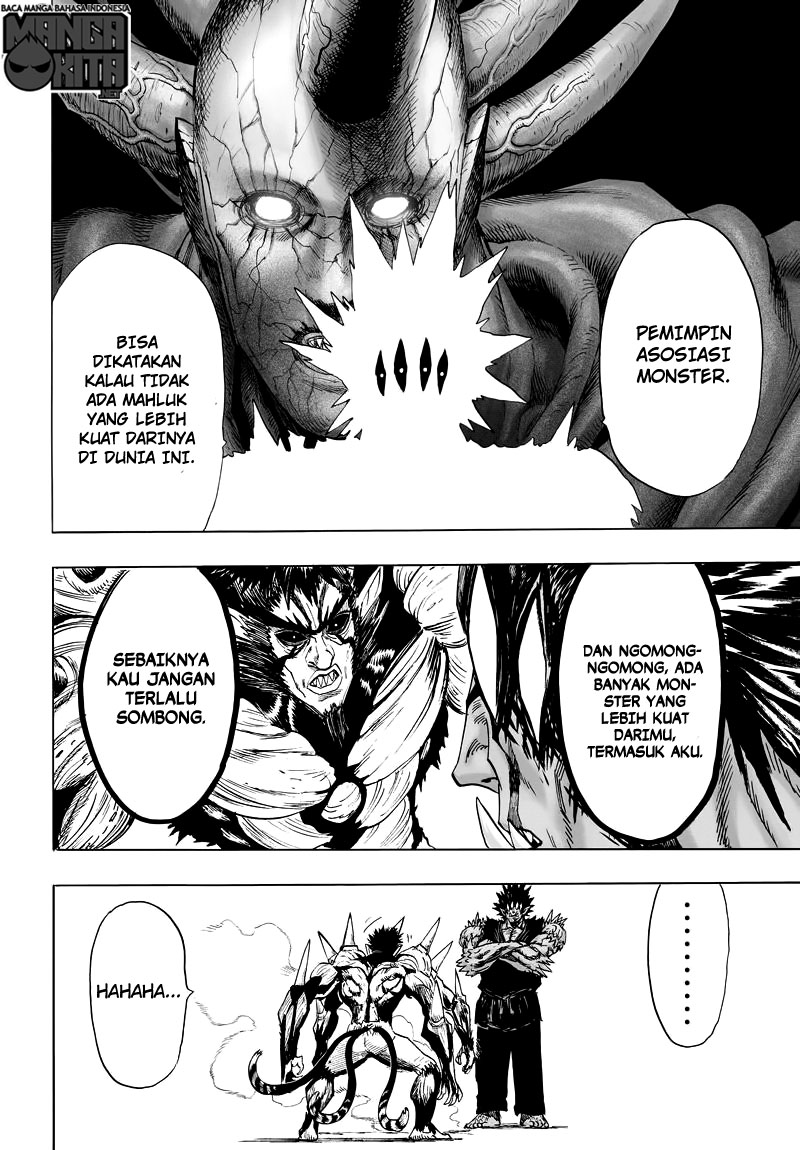 BACA MANGA BAHASA INDONESIA
MANGA
KITA
.NET
PEMIMPIN
ASOSIASI
MONSTER.
BISA
DIKATAKAN
KALAU TIDAK
ADA MAHLUK
YANG LEBIH
KUAT DARINYA
DI DUNIA INI.
DAN NGOMONG-
NGOMONG, ADA
BANYAK MON-
STER YANG
LEBIH KUAT
DARIMU,
TERMASUK AKU.
SEBAIKNYA
KAU JANGAN
TERLALU
SOMBONG.
.........
HAHAHA...